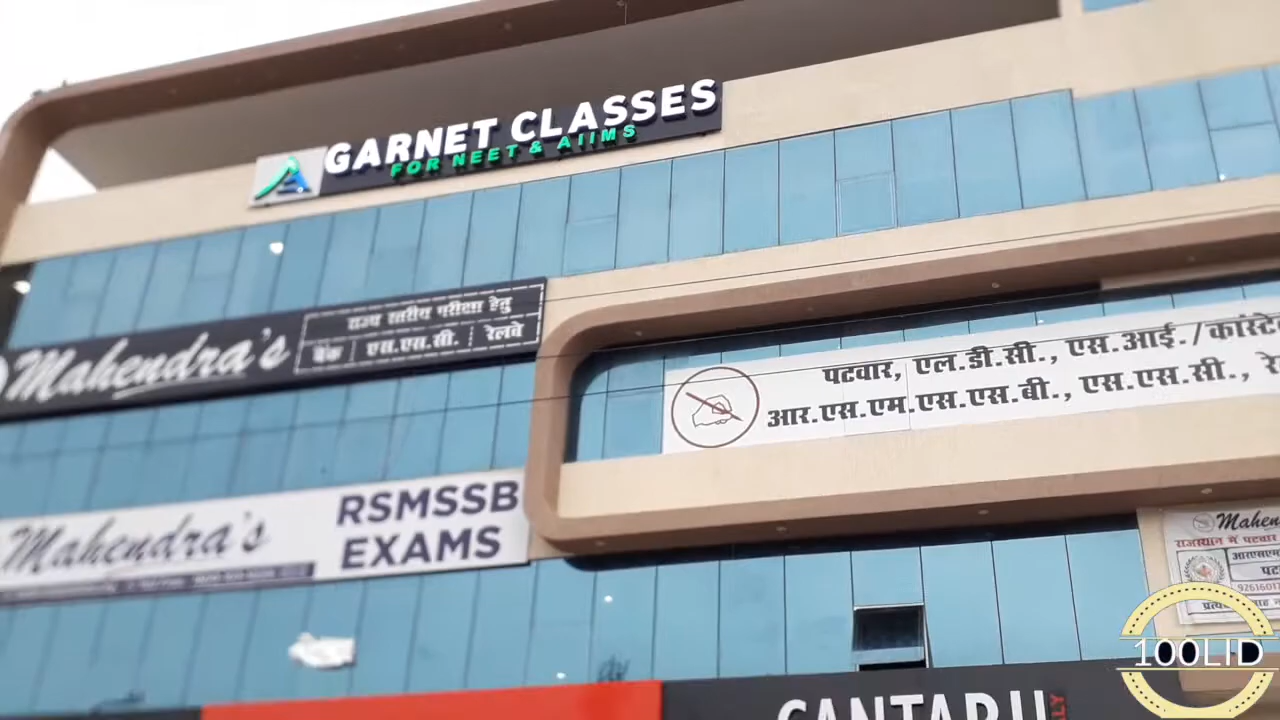 GARNET CLASSES
FOR NEET & AIIMS
राज्य स्तरीय परीक्षा हेतु
Mahendra's
बैंक एस.एस.सी. रेलवे
पटवार, एल.डी.सी., एस.आई./कांस्टे
आर.एस.एम.एस.एस.बी., एस.एस.सी., रे
Mahendra's
RSMSSB
EXAMS
Mahen
राजस्थान में पटवार
पट
100LID